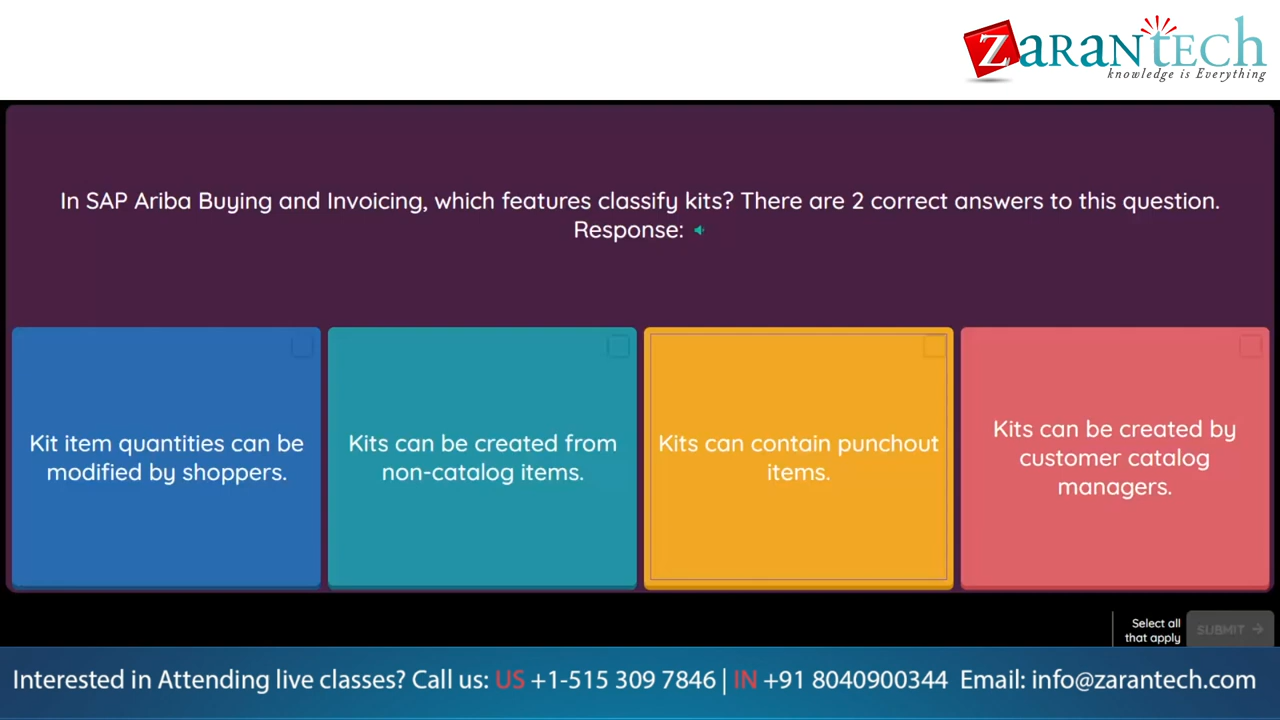 ZARANTECH
knowledge is Everything
In SAP Ariba Buying and Invoicing, which features classify kits? There are 2 correct answers to this question.
Response:
Kit item quantities can be
modified by shoppers.
Kits can be created from
non-catalog items.
Kits can contain punchout
items.
Kits can be created by
customer catalog
managers.
Select all
that apply
SUBMIT →
Interested in Attending live classes? Call us: US +1-515 309 7846 | IN +91 8040900344 Email: info@zarantech.com